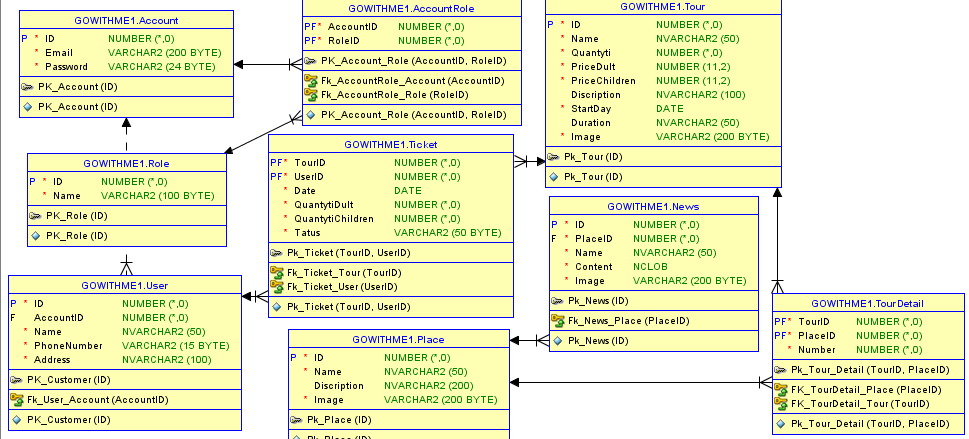 GOWITHME1.Account
P * ID NUMBER (*,0)
* Email VARCHAR2 (200 BYTE)
* Password VARCHAR2 (24 BYTE)
PK_Account (ID)
PK_Account (ID)
GOWITHME1.AccountRole
PF* AccountID NUMBER (*,0)
PF* RoleID NUMBER (*,0)
PK_Account_Role (AccountID, RoleID)
Fk_AccountRole_Account (AccountID)
Fk_AccountRole_Role (RoleID)
PK_Account_Role (AccountID, RoleID)
GOWITHME1.Tour
P * ID NUMBER (*,0)
* Name NVARCHAR2 (50)
* Quantyti NUMBER (*,0)
* PriceDult NUMBER (11,2)
* PriceChildren NUMBER (11,2)
Discription NVARCHAR2 (100)
* StartDay DATE
Duration NVARCHAR2 (50)
* Image VARCHAR2 (200 BYTE)
Pk_Tour (ID)
Pk_Tour (ID)
GOWITHME1.Role
P * ID NUMBER (*,0)
* Name VARCHAR2 (100 BYTE)
PK_Role (ID)
PK_Role (ID)
GOWITHME1.Ticket
PF* TourID NUMBER (*,0)
PF* UserID NUMBER (*,0)
* Date DATE
* QuantytiDult NUMBER (*,0)
* QuantytiChildren NUMBER (*,0)
* Tatus VARCHAR2 (50 BYTE)
Pk_Ticket (TourID, UserID)
Fk_Ticket_Tour (TourID)
Fk_Ticket_User (UserID)
Pk_Ticket (TourID, UserID)
GOWITHME1.News
P * ID NUMBER (*,0)
F * PlaceID NUMBER (*,0)
* Name NVARCHAR2 (50)
* Content NCLOB
* Image VARCHAR2 (200 BYTE)
Pk_News (ID)
Fk_News_Place (PlaceID)
Pk_News (ID)
GOWITHME1.User
P * ID NUMBER (*,0)
F AccountID NUMBER (*,0)
* Name NVARCHAR2 (50)
* PhoneNumber VARCHAR2 (15 BYTE)
* Address NVARCHAR2 (100)
PK_Customer (ID)
Fk_User_Account (AccountID)
PK_Customer (ID)
GOWITHME1.Place
P * ID NUMBER (*,0)
* Name NVARCHAR2 (50)
Discription NVARCHAR2 (200)
* Image VARCHAR2 (200 BYTE)
Pk_Place (ID)
Pk_Place (ID)
GOWITHME1.TourDetail
PF* TourID NUMBER (*,0)
PF* PlaceID NUMBER (*,0)
* Number NUMBER (*,0)
Pk_Tour_Detail (TourID, PlaceID)
FK_TourDetail_Place (PlaceID)
FK_TourDetail_Tour (TourID)
Pk_Tour_Detail (TourID, PlaceID)